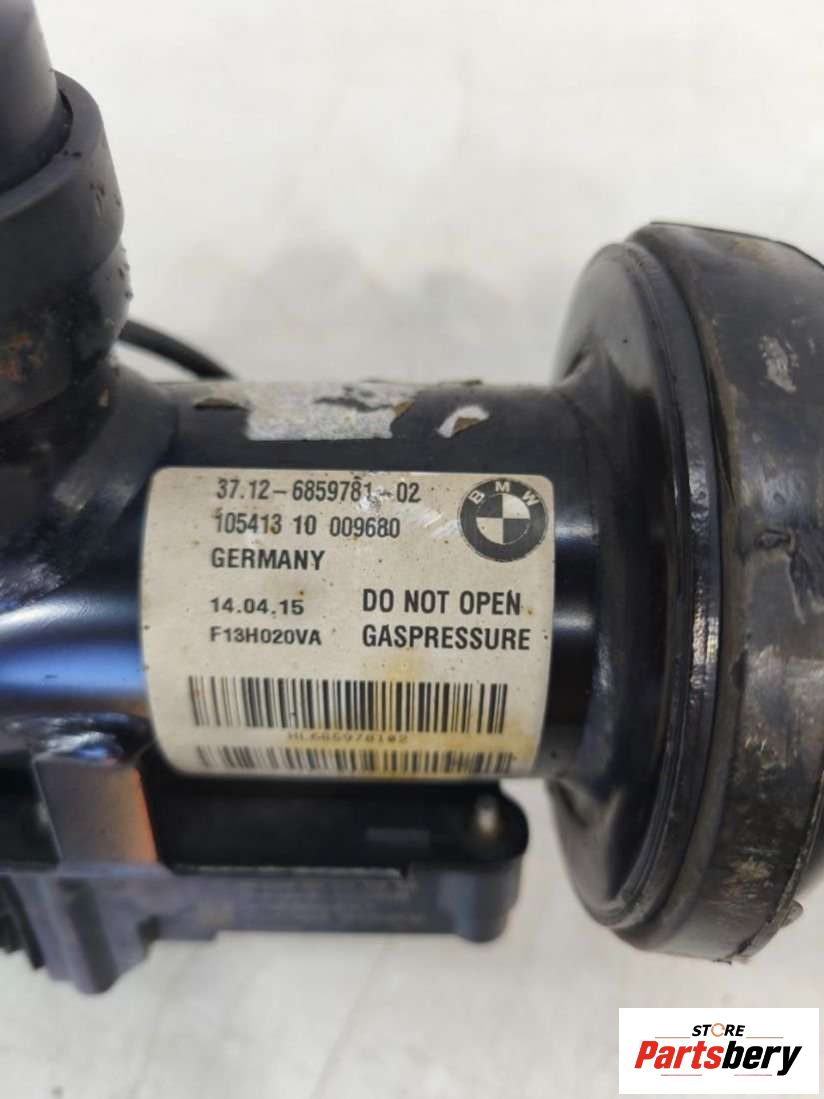 37.12-6859781-02
BMW
105413 10 009680
GERMANY
14.04.15 DO NOT OPEN
F13H020VA GASPRESSURE
HL685978102
STORE
Partsbery